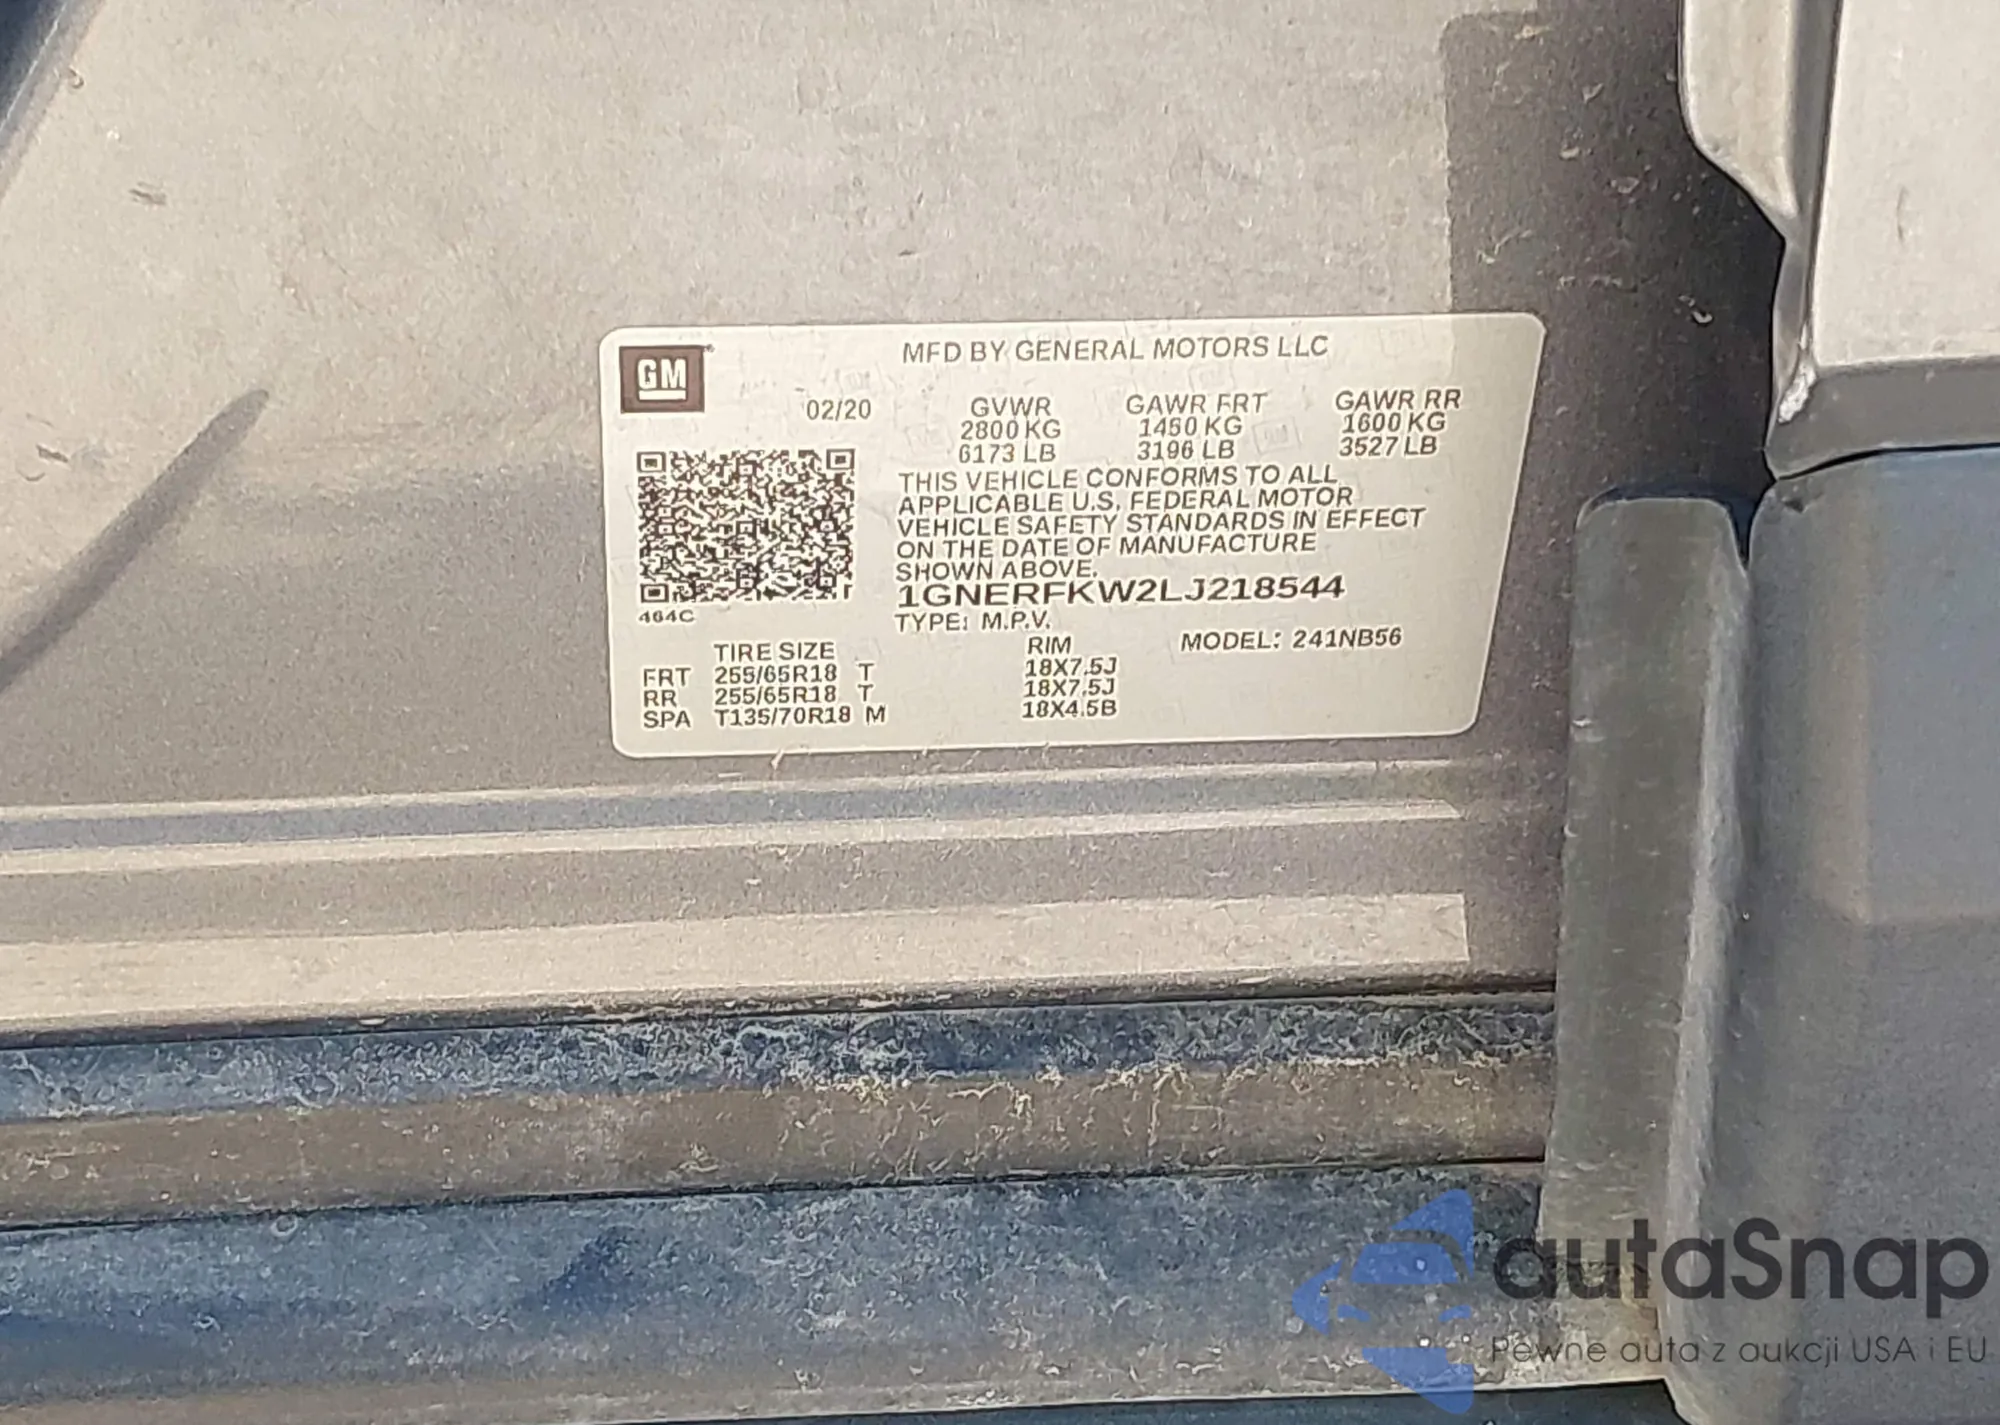 GM
MFD BY GENERAL MOTORS LLC
02/20
GVWR GAWR FRT GAWR RR
2800 KG 1450 KG 1600 KG
6173 LB 3196 LB 3527 LB
THIS VEHICLE CONFORMS TO ALL
APPLICABLE U.S. FEDERAL MOTOR
VEHICLE SAFETY STANDARDS IN EFFECT
ON THE DATE OF MANUFACTURE
SHOWN ABOVE.
1GNERFKW2LJ218544
464C
TYPE: M.P.V.
TIRE SIZE RIM MODEL: 241NB56
FRT 255/65R18 T 18X7.5J
RR 255/65R18 T 18X7.5J
SPA T135/70R18 M 18X4.5B
autaSnap
Pewne auta z aukcji USA i EU